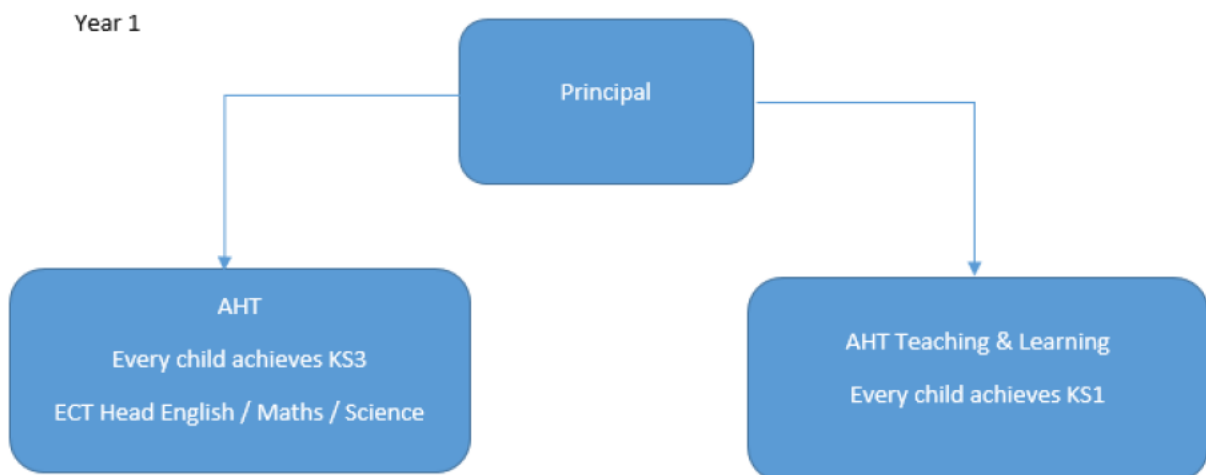 Year 1
Principal
AHT
Every child achieves KS3
ECT Head English / Maths / Science
AHT Teaching & Learning
Every child achieves KS1